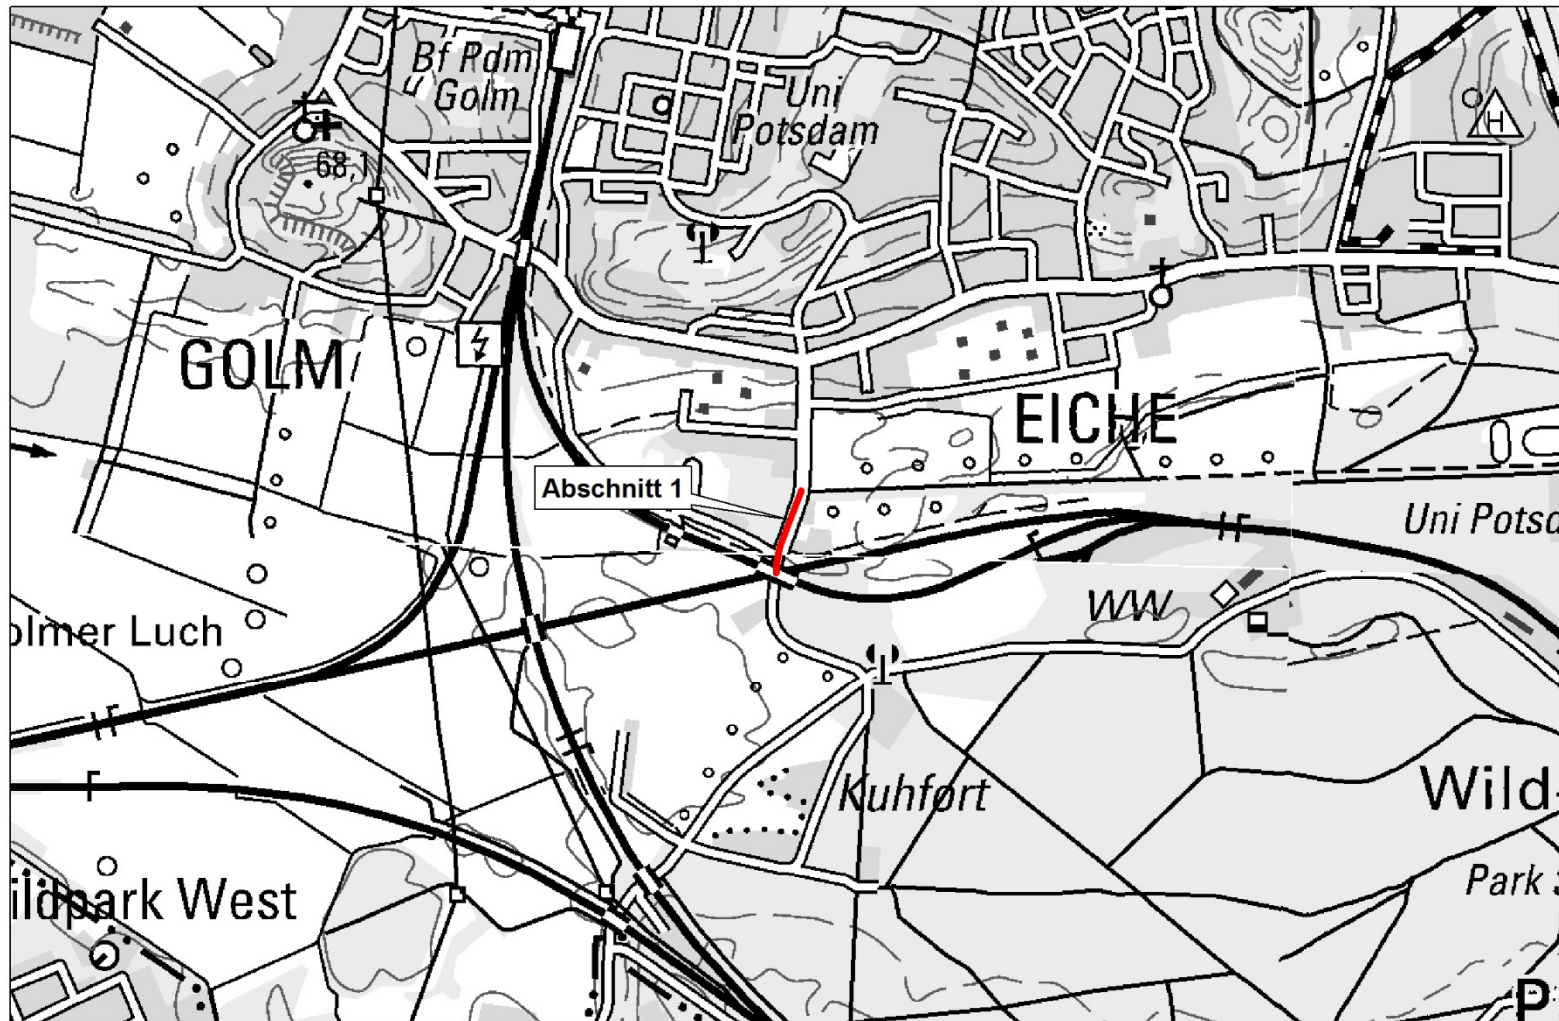 Bf Pdm
Golm
Uni
Potsdam
H
68,1
GOLM
EICHE
Abschnitt 1
Uni Potsd
WW
olmer Luch
Kuhfort
Wild-
Park
ildpark West
P